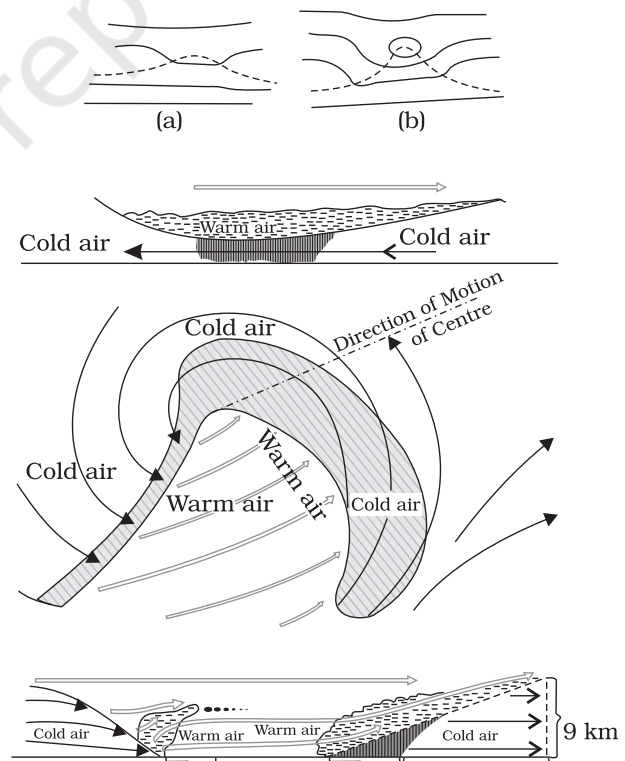 rep
(a)
(b)
Warm air
Cold air
Cold air
Direction of Motion
of Centre
Cold air
Cold air
Warm air
Warm air
Cold air
Cold air
Warm air
Warm air
Cold air
9 km